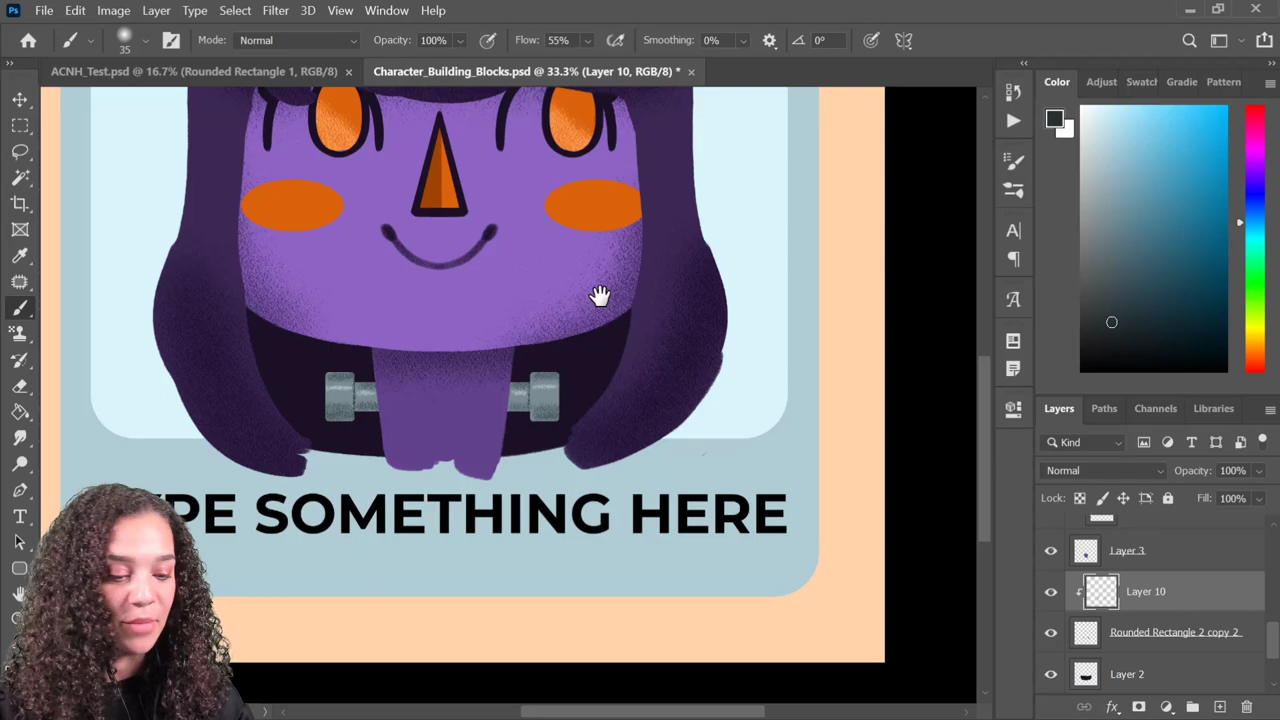 Ps File Edit Image Layer Type Select Filter 3D View Window Help
35 Mode: Normal Opacity: 100% Flow: 55% Smoothing: 0% 0°
ACNH_Test.psd @ 16.7% (Rounded Rectangle 1, RGB/8) × Character_Building_Blocks.psd @ 33.3% (Layer 10, RGB/8) * ×
Color Adjust Swatch Gradie Pattern
Layers Paths Channels Libraries
Kind
Normal Opacity: 100%
Lock: Fill: 100%
Layer 3
Layer 10
Rounded Rectangle 2 copy 2
Layer 2
fx
SOMETHING HERE